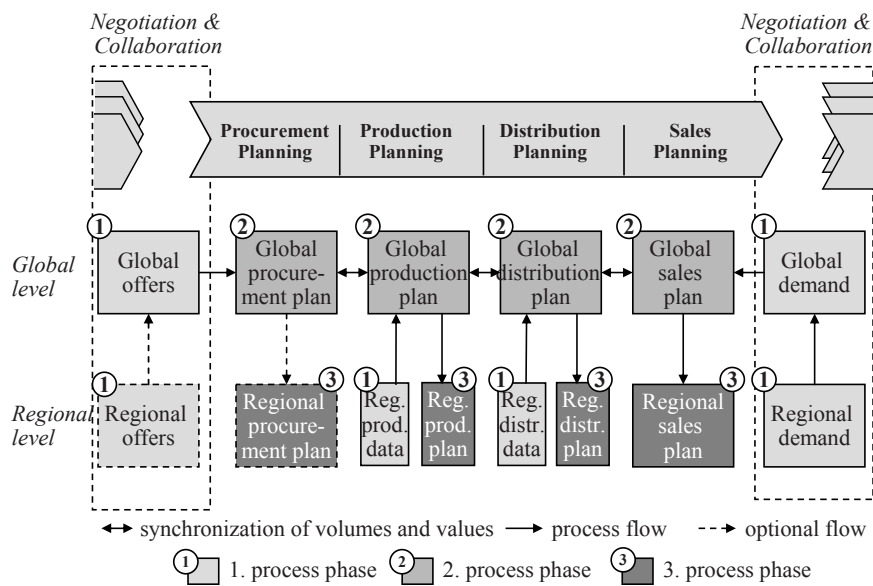 Negotiation &
Collaboration
Negotiation &
Collaboration
Procurement
Planning
Production
Planning
Distribution
Planning
Sales
Planning
Global
level
1
Global
offers
2
Global
procure-
ment plan
2
Global
production
plan
2
Global
distribution
plan
2
Global
sales
plan
1
Global
demand
Regional
level
1
Regional
offers
3
Regional
procure-
ment plan
1
Reg.
prod.
data
3
Reg.
prod.
plan
1
Reg.
distr.
data
3
Reg.
distr.
plan
3
Regional
sales
plan
1
Regional
demand
synchronization of volumes and values
process flow
optional flow
1 1. process phase
2 2. process phase
3 3. process phase